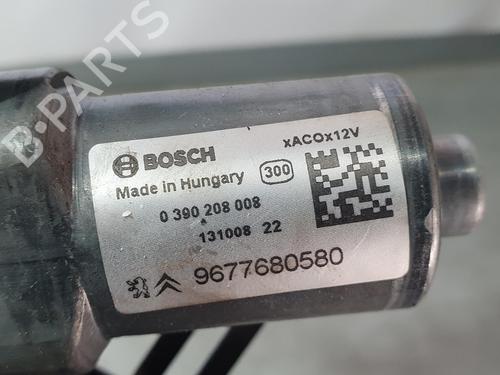 B-PARTS
BOSCH
xACOx12V
Made in Hungary
300
0 390 208 008
131008 22
9677680580